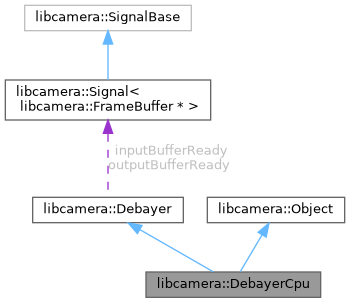 libcamera::SignalBase
libcamera::Signal<
libcamera::FrameBuffer * >
inputBufferReady
outputBufferReady
libcamera::Debayer
libcamera::Object
libcamera::DebayerCpu